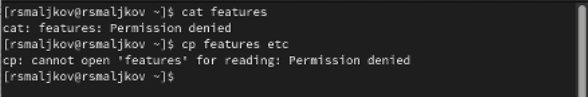 [rsmaljkov@rsmaljkov ~]$ cat features
cat: features: Permission denied
[rsmaljkov@rsmaljkov ~]$ cp features etc
cp: cannot open 'features' for reading: Permission denied
[rsmaljkov@rsmaljkov ~]$